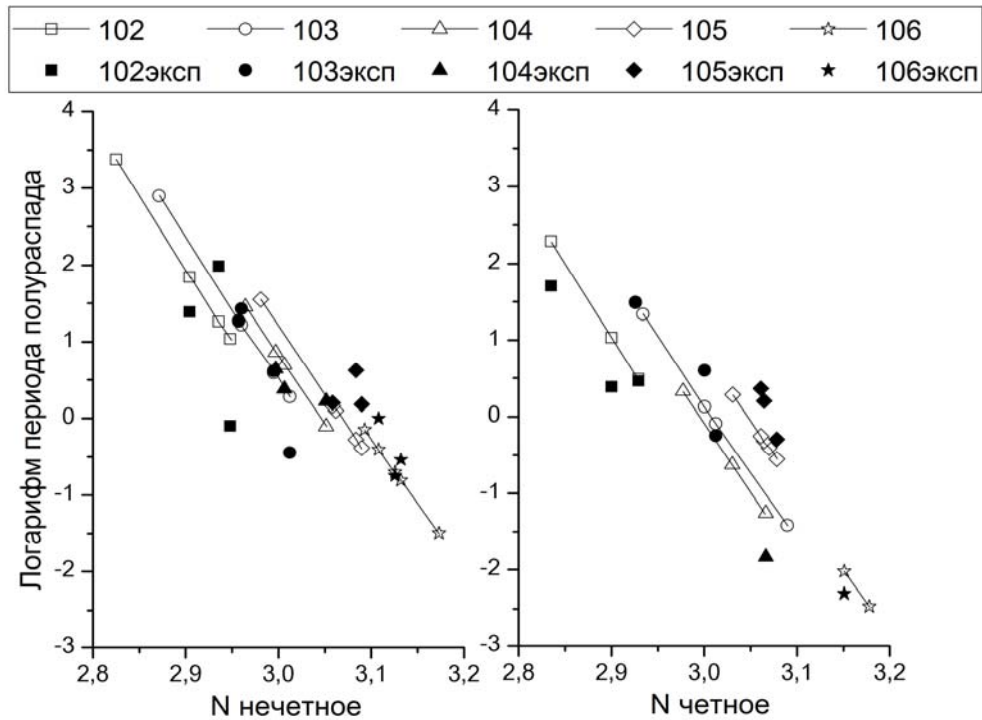 102 103 104 105 106
102эксп 103эксп 104эксп 105эксп 106эксп
Логарифм периода полураспада
4
3
2
1
0
-1
-2
-3
2,8 2,9 3,0 3,1 3,2
N нечетное
4
3
2
1
0
-1
-2
-3
2,8 2,9 3,0 3,1 3,2
N четное